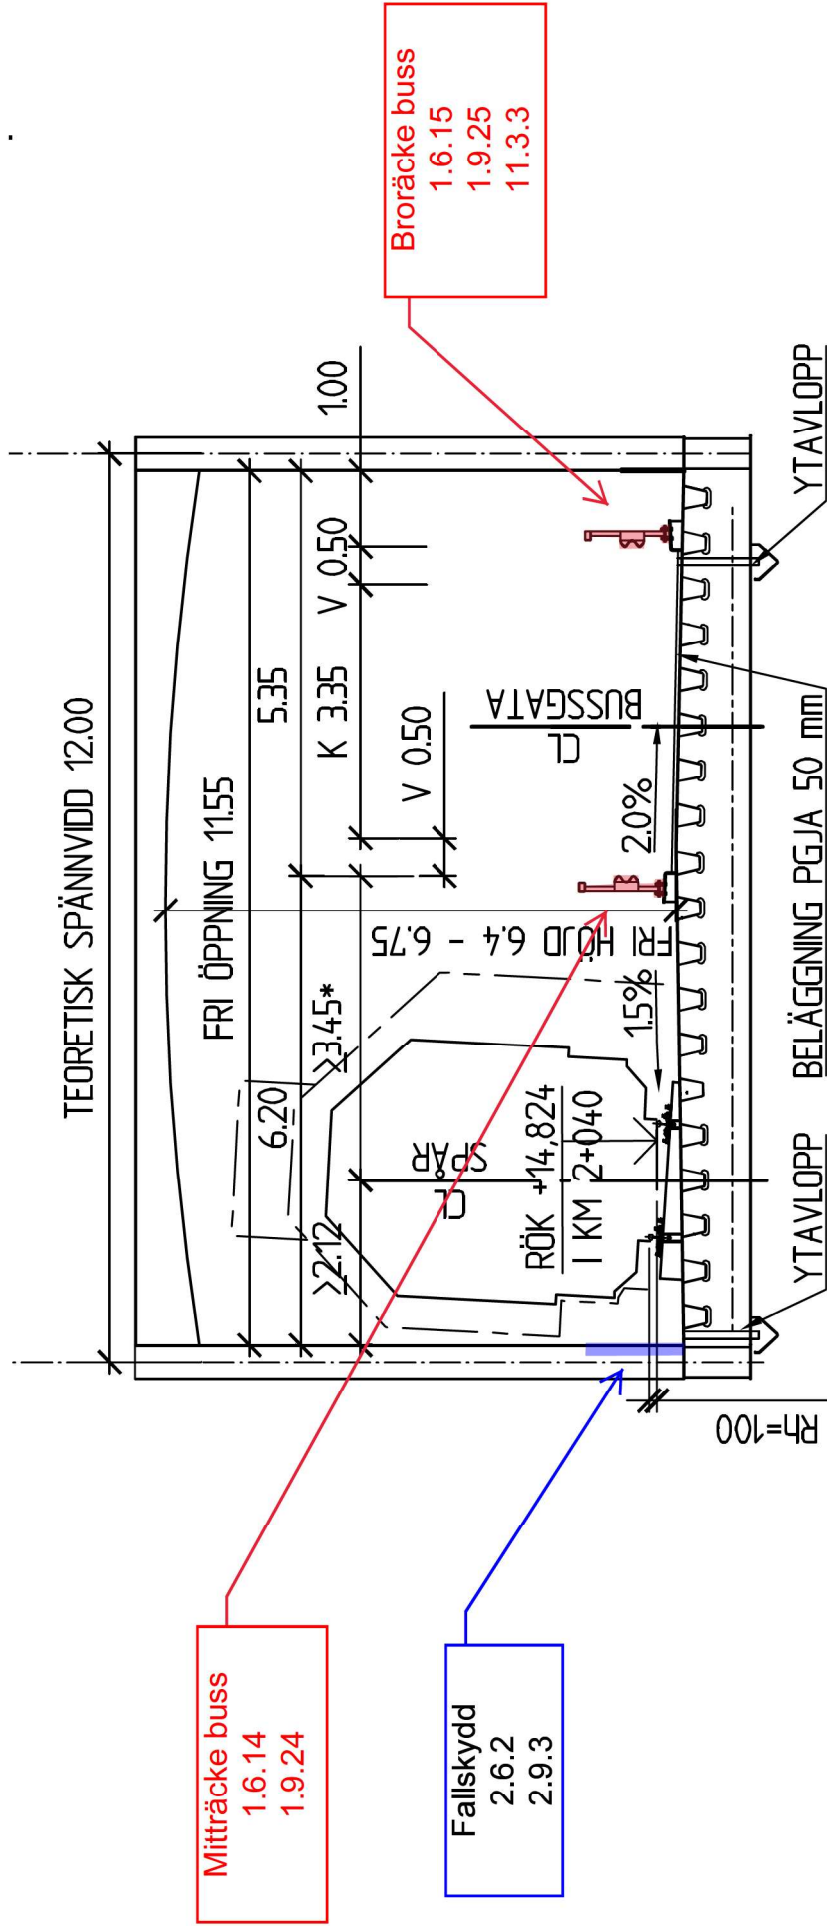 TEORETISK SPÄNNVIDD 12.00
FRI ÖPPNING 11.55
6.20
5.35
≥2.12
≥3.45*
K 3.35
V 0.50
1.00
V 0.50
CL
SPÅR
FRI HÖJD 6.4 - 6.75
CL
BUSSGATA
RÖK +14,824
I KM 2+040
1.5%
2.0%
Rh=100
YTAVLOPP
BELÄGGNING PGJA 50 mm
YTAVLOPP
Mitträcke buss
1.6.14
1.9.24
Fallskydd
2.6.2
2.9.3
Broräcke buss
1.6.15
1.9.25
11.3.3